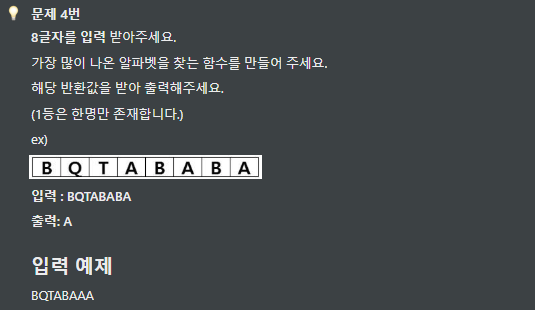 문제 4번
8글자를 입력 받아주세요.
가장 많이 나온 알파벳을 찾는 함수를 만들어 주세요.
해당 반환값을 받아 출력해주세요.
(1등은 한명만 존재합니다.)
ex)
B Q T A B A B A
입력 : BQTABABA
출력: A
입력 예제
BQTABAAA